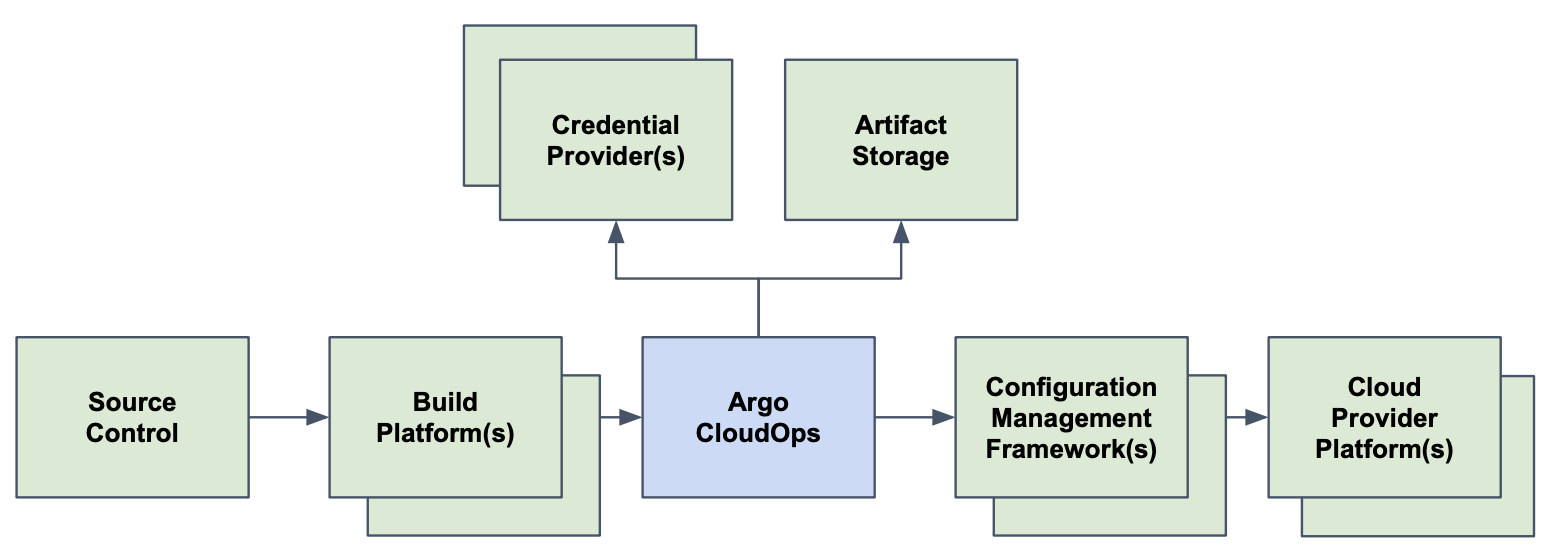 Credential
Provider(s)
Artifact
Storage
Source
Control
Build
Platform(s)
Argo
CloudOps
Configuration
Management
Framework(s)
Cloud
Provider
Platform(s)